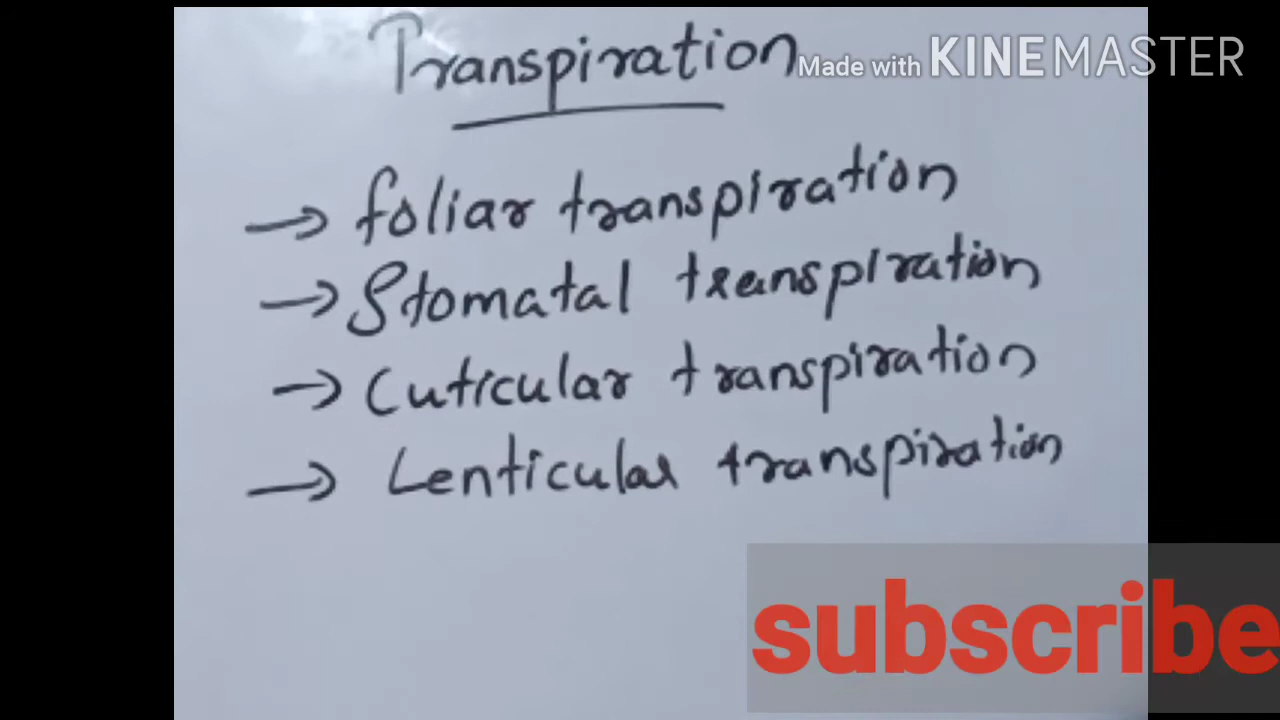 Transpiration
Made with KINEMASTER
→ foliar transpiration
→ Stomatal transpiration
→ Cuticular transpiration
→ Lenticular transpiration
subscribe